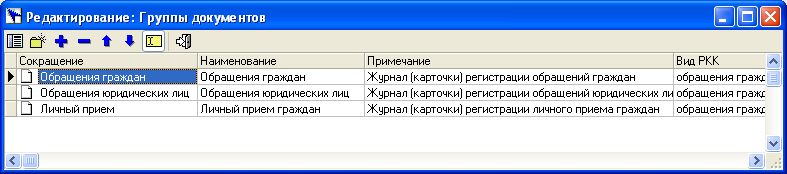 Редактирование: Группы документов
Сокращение Наименование Примечание Вид РКК
Обращения граждан Обращения граждан Журнал (карточки) регистрации обращений граждан обращения гражд
Обращения юридических лиц Обращения юридических лиц Журнал (карточки) регистрации обращений юридических ли обращения гражд
Личный прием Личный прием граждан Журнал (карточки) регистрации личного приема граждан обращения гражд